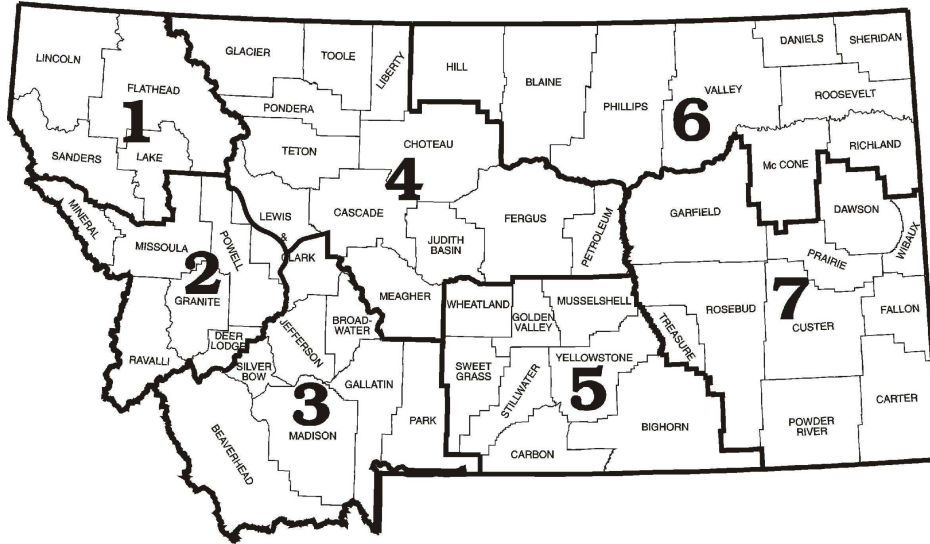 LINCOLN
FLATHEAD
1
SANDERS
LAKE
GLACIER
TOOLE
LIBERTY
PONDERA
TETON
CHOTEAU
4
CASCADE
LEWIS
&
CLARK
JUDITH
BASIN
FERGUS
PETROLEUM
MEAGHER
HILL
BLAINE
PHILLIPS
VALLEY
6
DANIELS
SHERIDAN
ROOSEVELT
Mc CONE
RICHLAND
MINERAL
MISSOULA
POWELL
2
GRANITE
DEER
LODGE
RAVALLI
JEFFERSON
BROAD-
WATER
SILVER
BOW
GALLATIN
3
MADISON
PARK
BEAVERHEAD
WHEATLAND
GOLDEN
VALLEY
MUSSELSHELL
SWEET
GRASS
STILLWATER
YELLOWSTONE
5
BIGHORN
CARBON
GARFIELD
DAWSON
WIBAUX
PRAIRIE
7
ROSEBUD
TREASURE
CUSTER
FALLON
POWDER
RIVER
CARTER